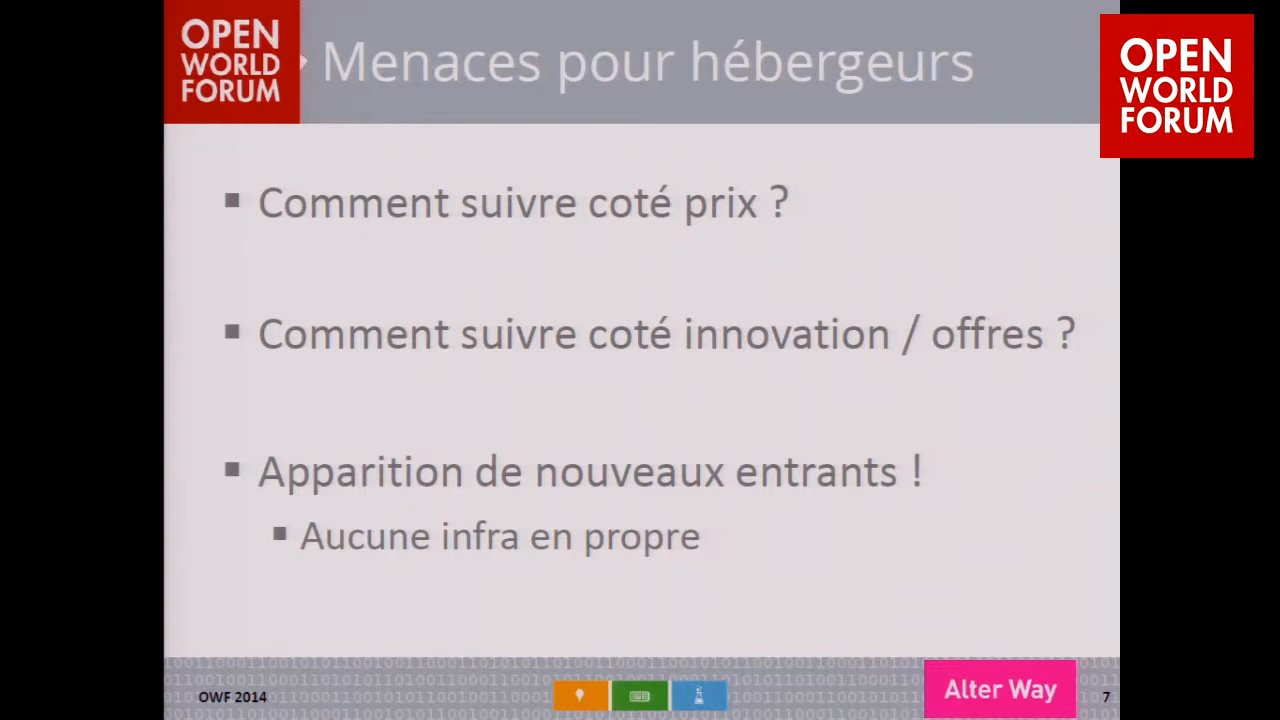 OPEN
WORLD
FORUM
Menaces pour hébergeurs
OPEN
WORLD
FORUM
Comment suivre coté prix ?
Comment suivre coté innovation / offres ?
Apparition de nouveaux entrants !
Aucune infra en propre
OWF 2014
Alter Way
7